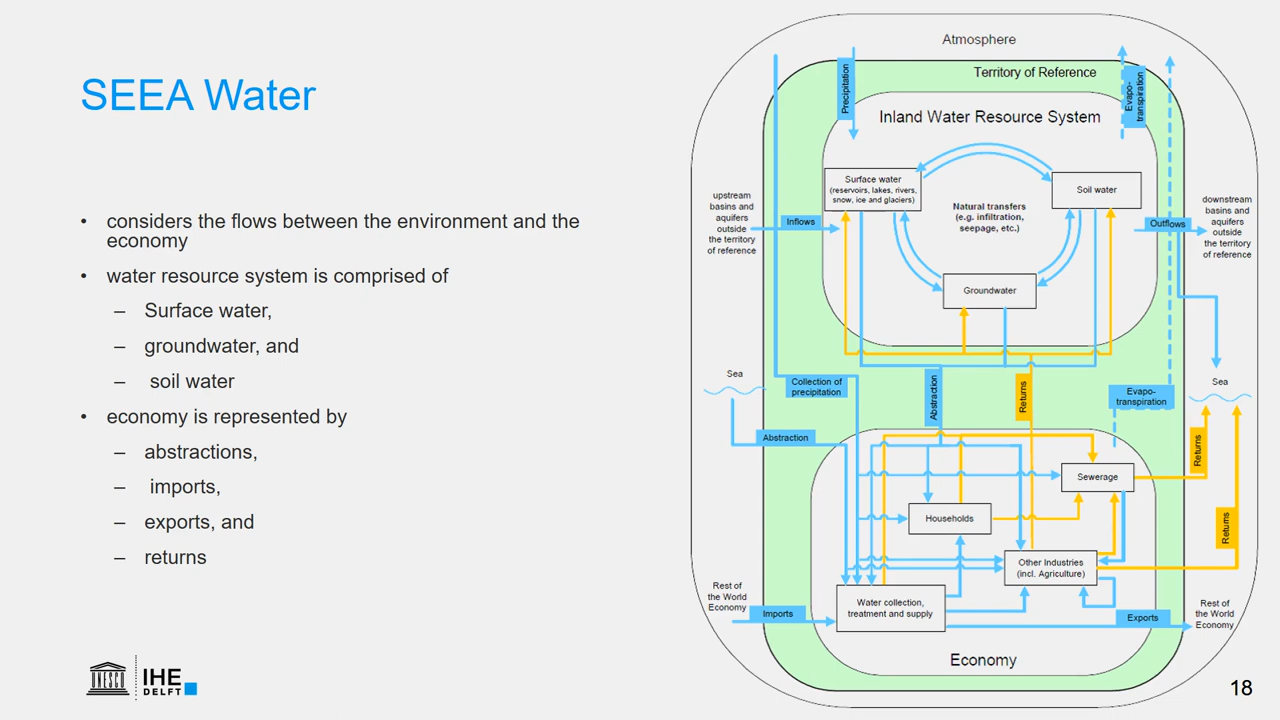 SEEA Water
• considers the flows between the environment and the
economy
• water resource system is comprised of
– Surface water,
– groundwater, and
– soil water
• economy is represented by
– abstractions,
– imports,
– exports, and
– returns
UNESCO
IHE
DELFT
Atmosphere
Territory of Reference
Precipitation
Evapo-
transpiration
Inland Water Resource System
Surface water
(reservoirs, lakes, rivers,
snow, ice and glaciers)
Soil water
Natural transfers
(e.g. infiltration,
seepage, etc.)
Groundwater
upstream
basins and
aquifers
outside
the territory
of reference
Inflows
Outflows
downstream
basins and
aquifers
outside
the territory
of reference
Sea
Collection of
precipitation
Abstraction
Returns
Evapo-
transpiration
Sea
Abstraction
Returns
Sewerage
Households
Returns
Other Industries
(incl. Agriculture)
Water collection,
treatment and supply
Rest of
the World
Economy
Imports
Exports
Rest of
the World
Economy
Economy
18